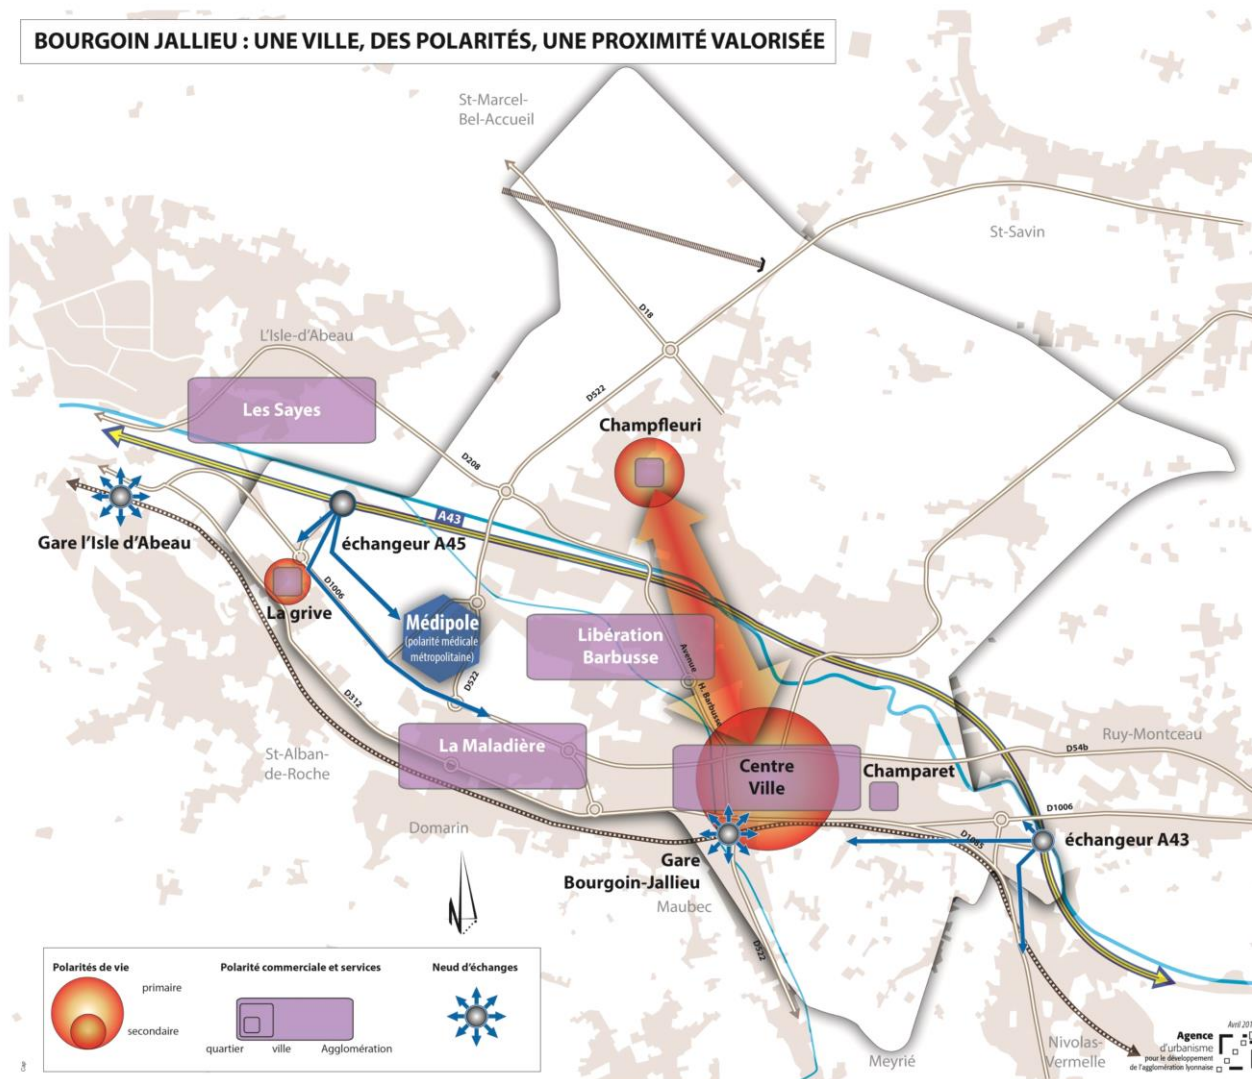 BOURGOIN JALLIEU : UNE VILLE, DES POLARITÉS, UNE PROXIMITÉ VALORISÉE
St-Marcel-
Bel-Accueil
St-Savin
D18
L'Isle-d'Abeau
D522
Les Sayes
Champfleuri
D208
A43
Gare l'Isle d'Abeau
échangeur A45
La grive
D1006
Médipole
(polarité médicale
métropolitaine)
Libération
Barbusse
Avenue
H. Barbusse
D522
D312
La Maladière
St-Alban-
de-Roche
Ruy-Montceau
D54b
Centre
Ville
Champaret
D1006
Domarin
D1085
échangeur A43
Gare
Bourgoin-Jallieu
Maubec
N
D522
Polarités de vie
primaire
secondaire
Polarité commerciale et services
quartier
ville
Agglomération
Neud d'échanges
Meyrié
Nivolas-
Vermelle
Agence
d'urbanisme
pour le développement
de l'agglomération lyonnaise